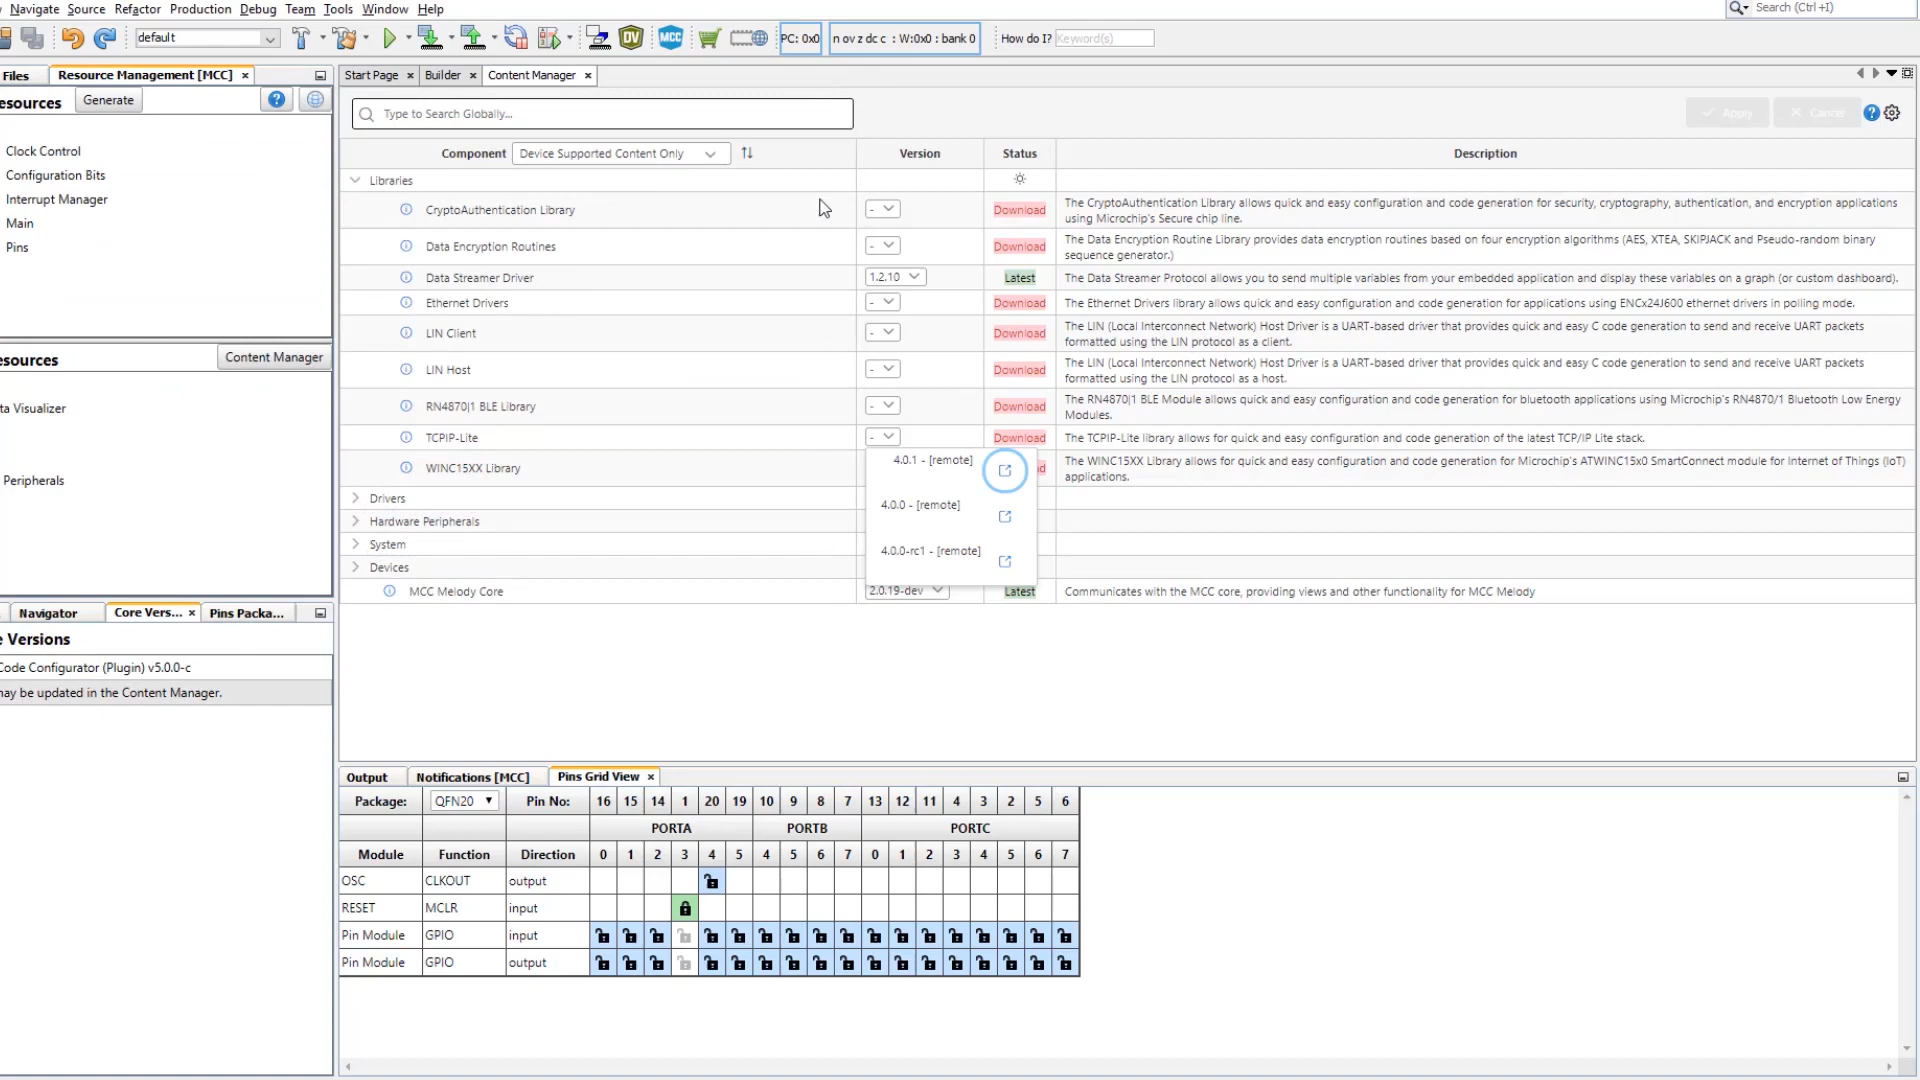 Navigate Source Refactor Production Debug Team Tools Window Help
Search (Ctrl +I)
default
DV
MCC
PC: 0x0
n ov z dc c : W:0x0 : bank 0
How do I? Keyword(s)
Files
Resource Management [MCC] ×
Start Page ×
Builder ×
Content Manager ×
esources
Generate
?
Type to Search Globally...
Apply
Cancel
?
Component
Device Supported Content Only
Version
Status
Description
Libraries
Clock Control
Configuration Bits
Interrupt Manager
Main
Pins
CryptoAuthentication Library
-
Download
The CryptoAuthentication Library allows quick and easy configuration and code generation for security, cryptography, authentication, and encryption applications
using Microchip's Secure chip line.
Data Encryption Routines
-
Download
The Data Encryption Routine Library provides data encryption routines based on four encryption algorithms (AES, XTEA, SKIPJACK and Pseudo-random binary
sequence generator.)
Data Streamer Driver
1.2.10
Latest
The Data Streamer Protocol allows you to send multiple variables from your embedded application and display these variables on a graph (or custom dashboard).
Ethernet Drivers
-
Download
The Ethernet Drivers library allows quick and easy configuration and code generation for applications using ENCx24J600 ethernet drivers in polling mode.
LIN Client
-
Download
The LIN (Local Interconnect Network) Host Driver is a UART-based driver that provides quick and easy C code generation to send and receive UART packets
formatted using the LIN protocol as a client.
LIN Host
-
Download
The LIN (Local Interconnect Network) Host Driver is a UART-based driver that provides quick and easy C code generation to send and receive UART packets
formatted using the LIN protocol as a host.
RN4870|1 BLE Library
-
Download
The RN4870|1 BLE Module allows quick and easy configuration and code generation for bluetooth applications using Microchip's RN4870/1 Bluetooth Low Energy
Modules.
TCPIP-Lite
-
Download
The TCPIP-Lite library allows for quick and easy configuration and code generation of the latest TCP/IP Lite stack.
WINC15XX Library
d
The WINC15XX Library allows for quick and easy configuration and code generation for Microchip's ATWINC15x0 SmartConnect module for Internet of Things (IoT)
applications.
4.0.1 - [remote]
4.0.0 - [remote]
4.0.0-rc1 - [remote]
Drivers
Hardware Peripherals
System
Devices
MCC Melody Core
2.0.19-dev
Latest
Communicates with the MCC core, providing views and other functionality for MCC Melody
esources
Content Manager
ta Visualizer
Peripherals
Navigator
Core Vers... ×
Pins Packa...
e Versions
Code Configurator (Plugin) v5.0.0-c
may be updated in the Content Manager.
Output
Notifications [MCC]
Pins Grid View ×
Package: QFN20 Pin No: 16 15 14 1 20 19 10 9 8 7 13 12 11 4 3 2 5 6
PORTA PORTB PORTC
Module Function Direction 0 1 2 3 4 5 4 5 6 7 0 1 2 3 4 5 6 7
OSC CLKOUT output
RESET MCLR input
Pin Module GPIO input
Pin Module GPIO output